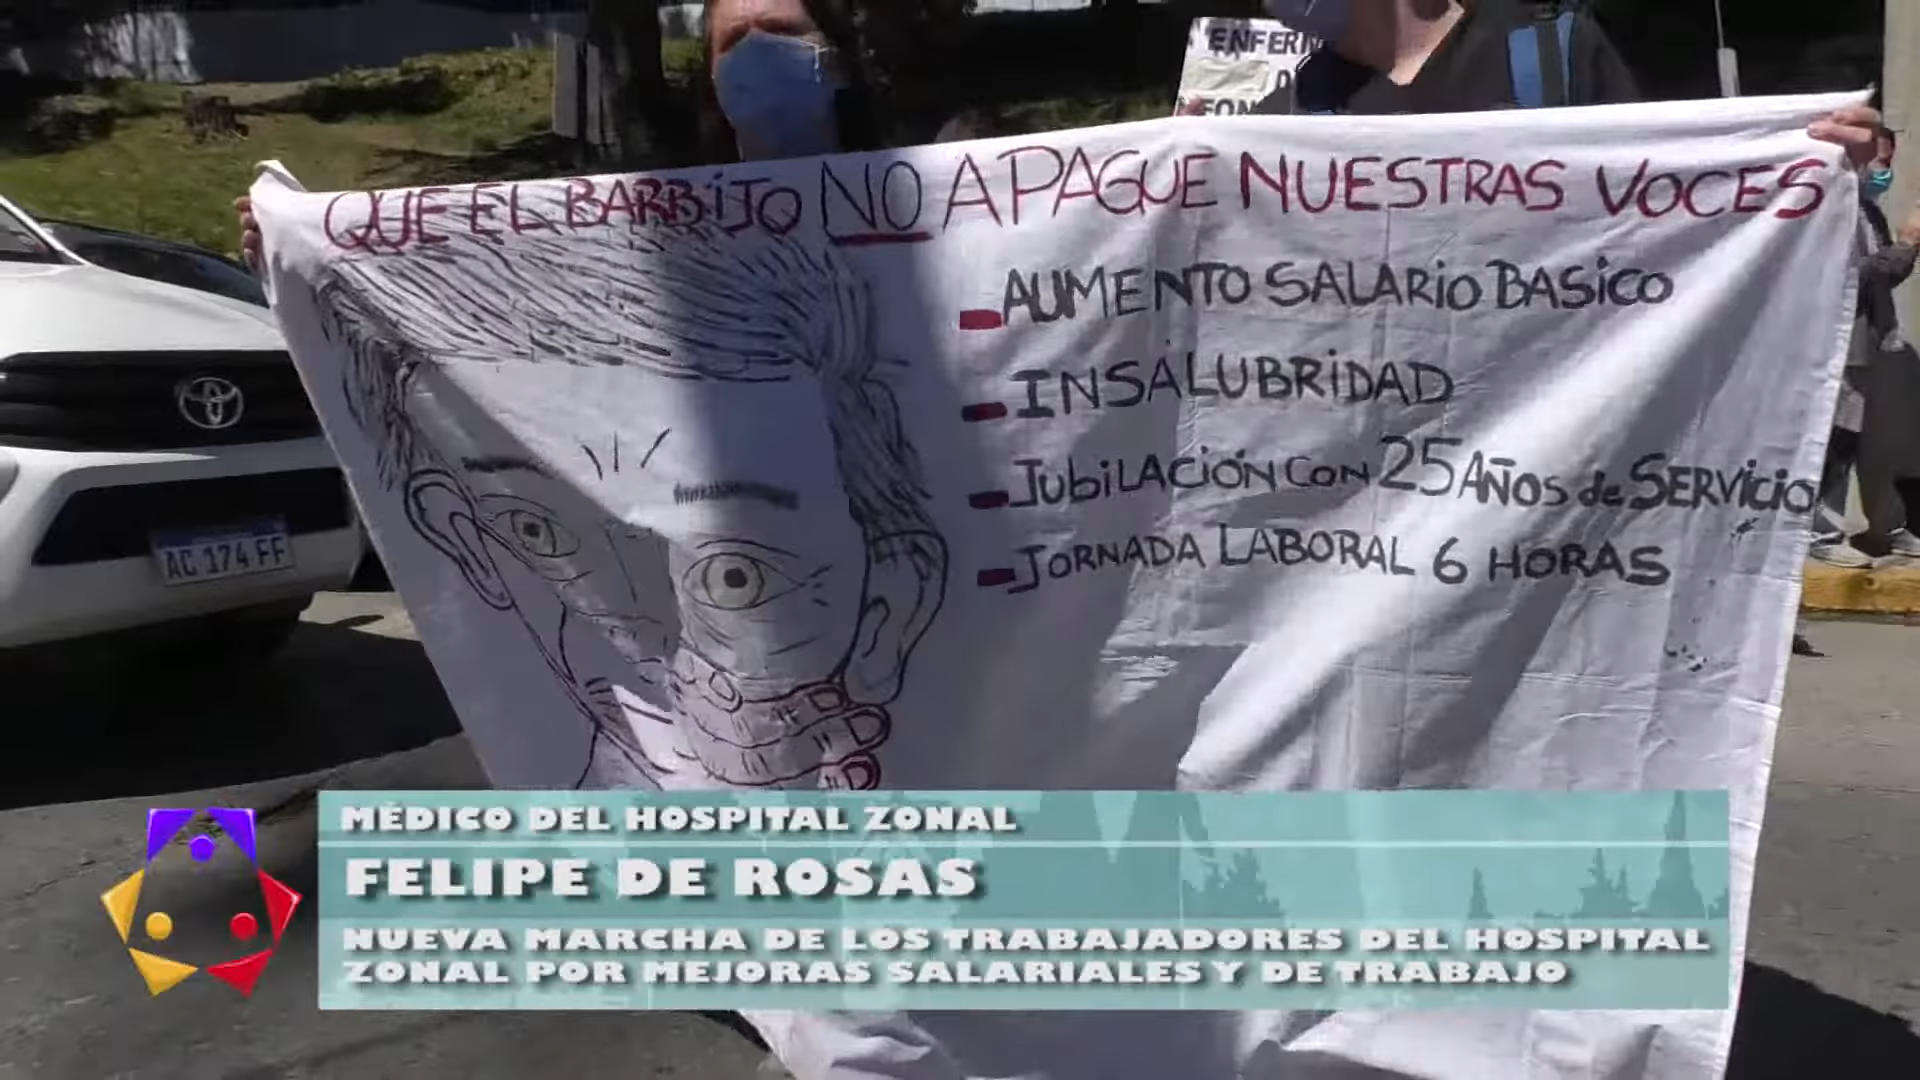 ENFERM
QUE EL BARBIJO NO APAGUE NUESTRAS VOCES
AUMENTO SALARIO BASICO
INSALUBRIDAD
JUBILACIÓN CON 25 AÑOS de SERVICIO
JORNADA LABORAL 6 HORAS
AC 174 FF
MÉDICO DEL HOSPITAL ZONAL
FELIPE DE ROSAS
NUEVA MARCHA DE LOS TRABAJADORES DEL HOSPITAL
ZONAL POR MEJORAS SALARIALES Y DE TRABAJO